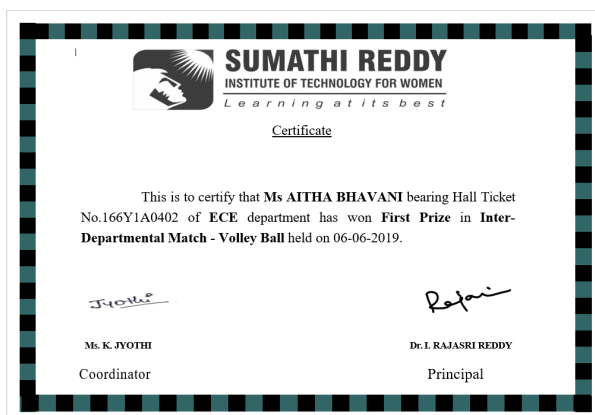 SUMATHI REDDY
INSTITUTE OF TECHNOLOGY FOR WOMEN
Learning at its best
Certificate
This is to certify that Ms AITHA BHAVANI bearing Hall Ticket
No.166Y1A0402 of ECE department has won First Prize in Inter-
Departmental Match - Volley Ball held on 06-06-2019.
Jyothi
Ms. K. JYOTHI
Dr. I. RAJASRI REDDY
Coordinator
Principal